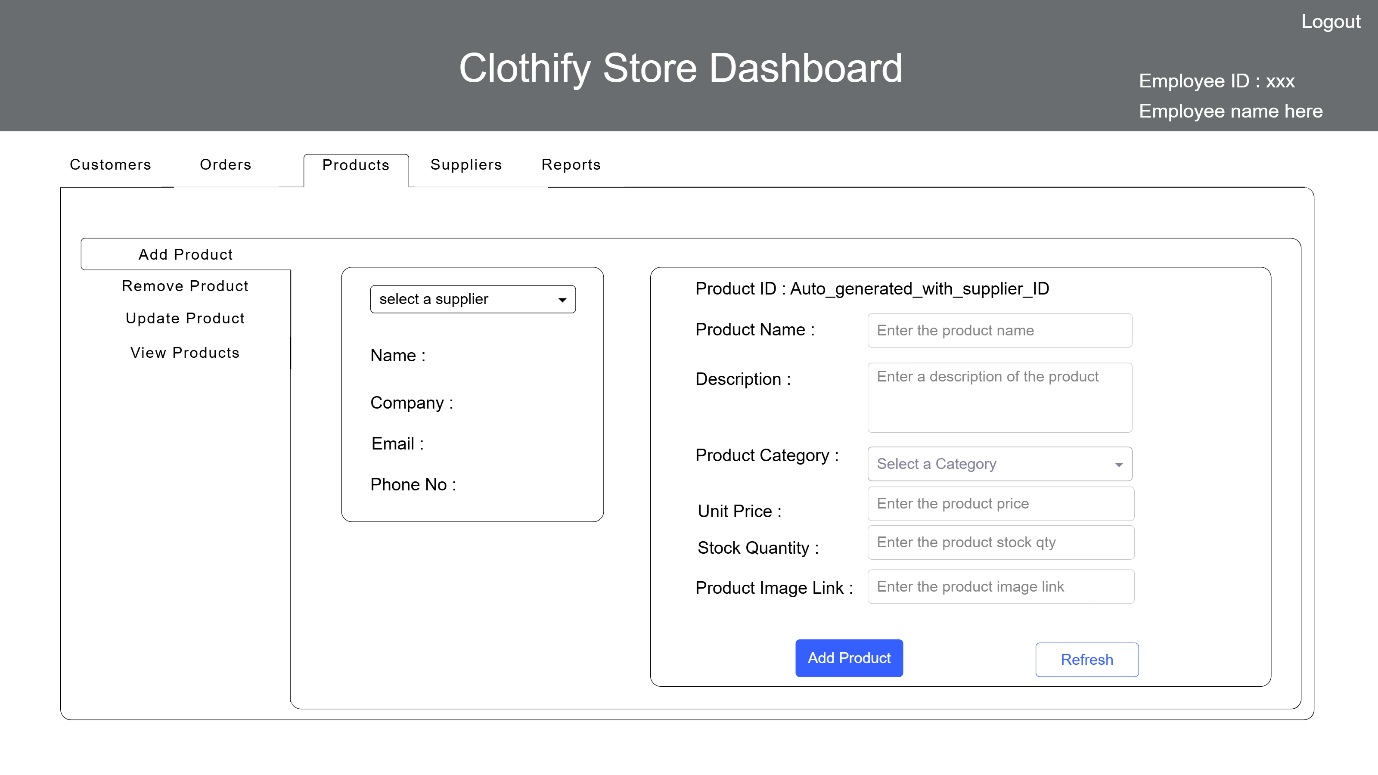 Logout
Clothify Store Dashboard
Employee ID : xxx
Employee name here
Customers
Orders
Products
Suppliers
Reports
Add Product
Remove Product
Update Product
View Products
select a supplier
Name :
Company :
Email :
Phone No :
Product ID : Auto_generated_with_supplier_ID
Product Name :
Enter the product name
Description :
Enter a description of the product
Product Category :
Select a Category
Unit Price :
Enter the product price
Stock Quantity :
Enter the product stock qty
Product Image Link :
Enter the product image link
Add Product
Refresh